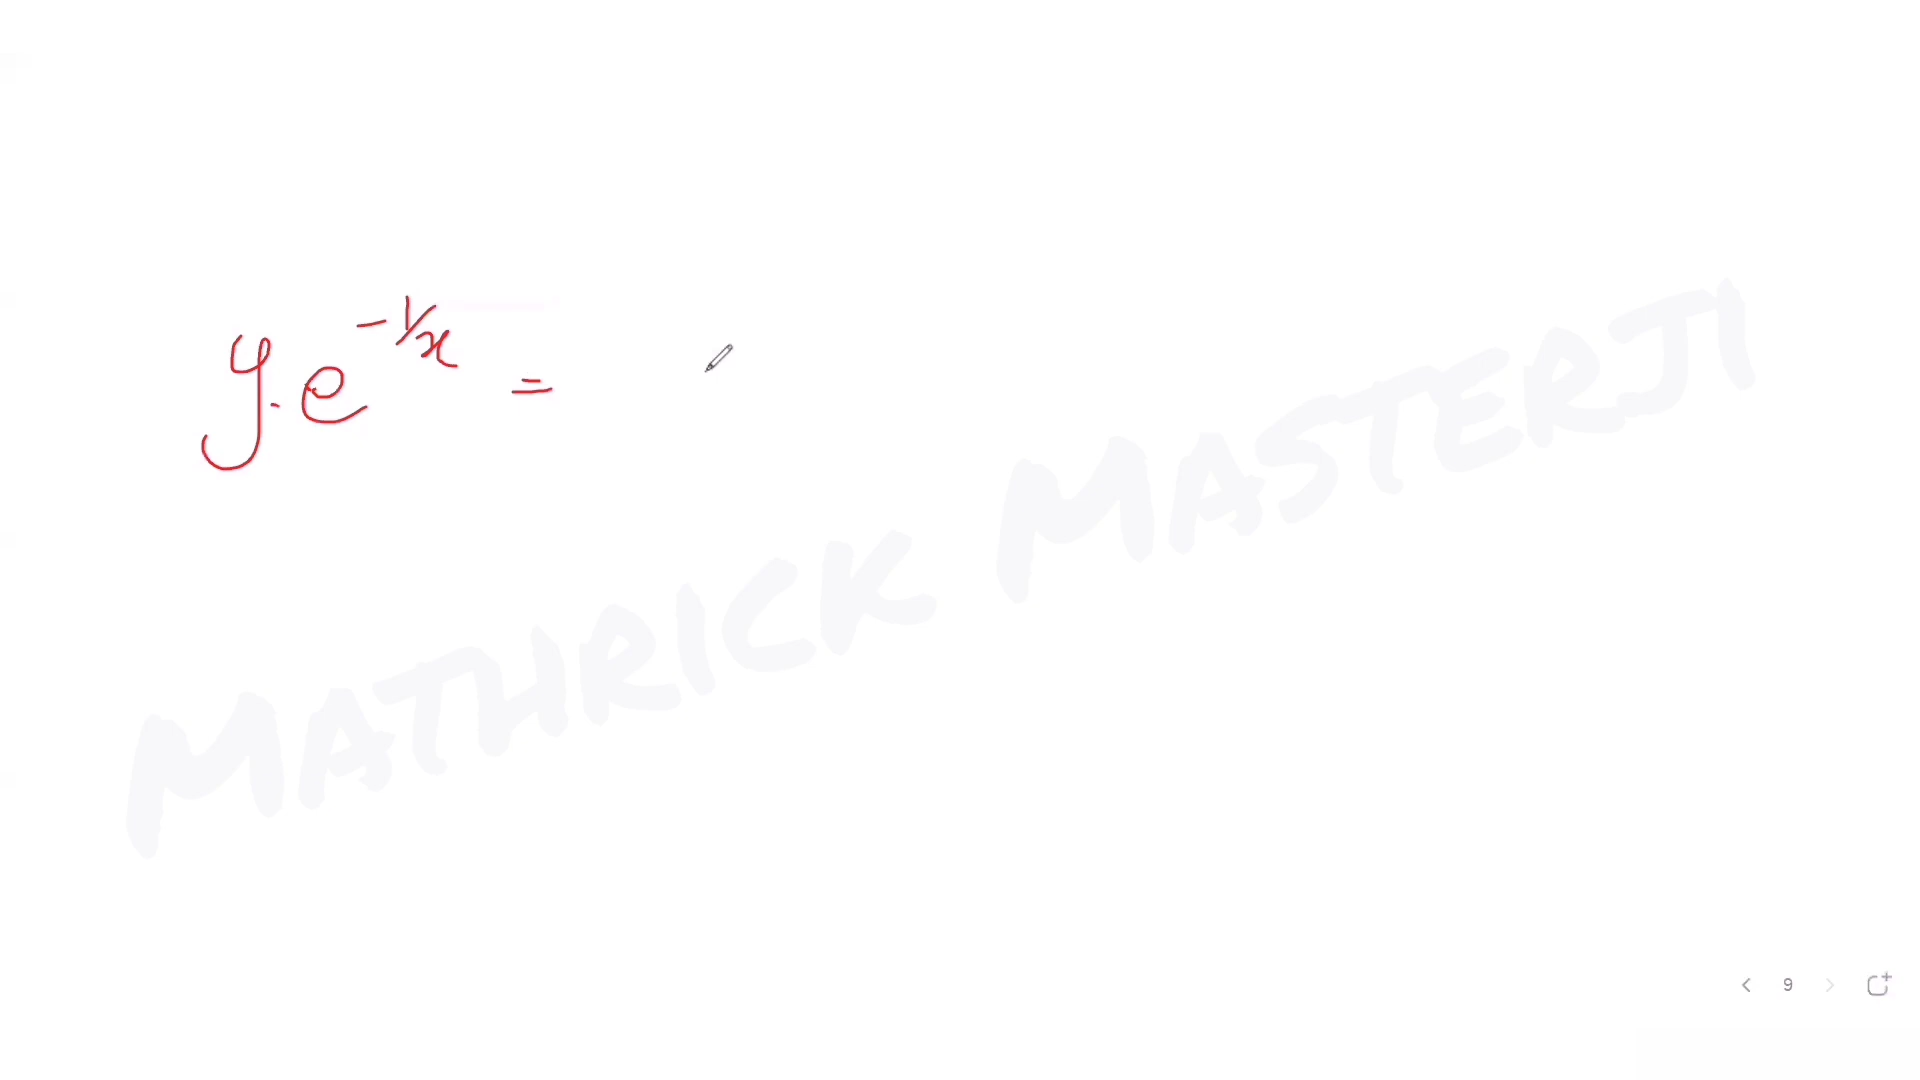 y.e^{-1/x} =
MATHRICK MASTERJI
9